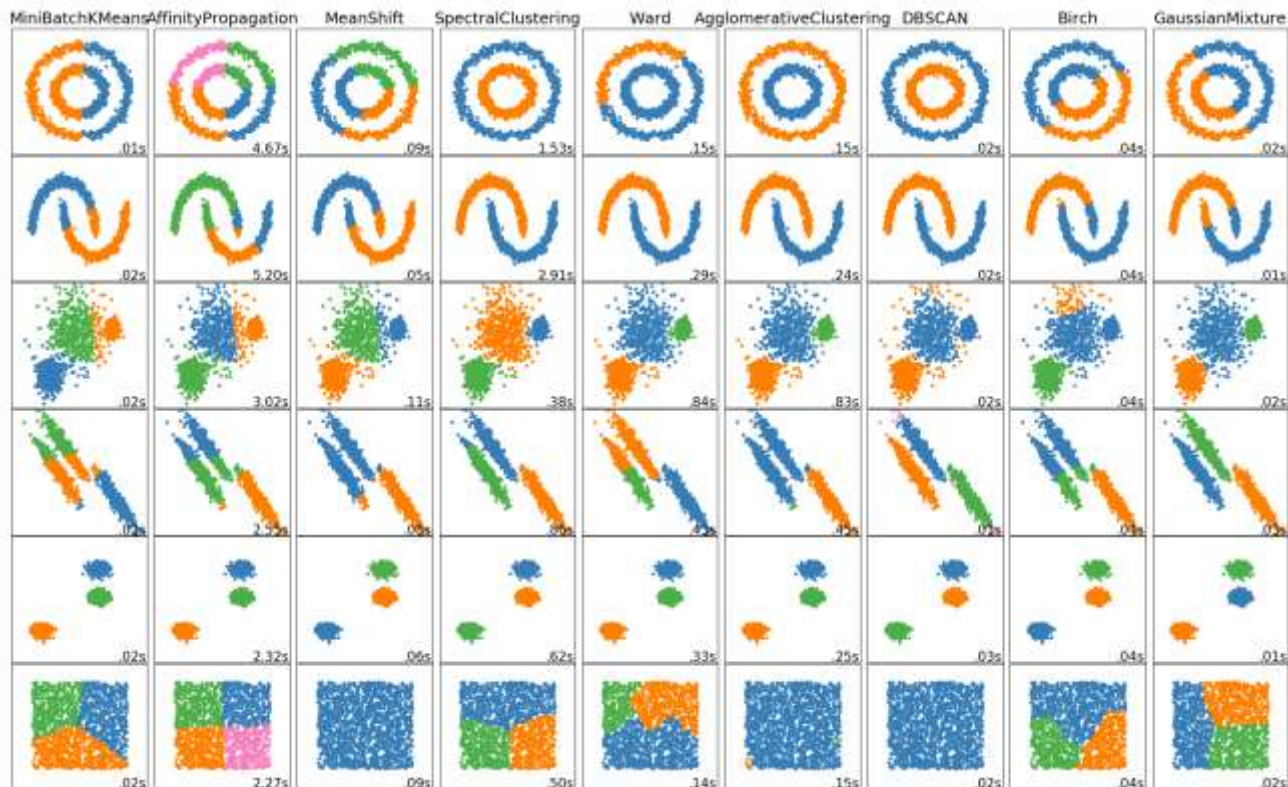 MiniBatchKMeans AffinityPropagation MeanShift SpectralClustering Ward AgglomerativeClustering DBSCAN Birch GaussianMixture
.01s 4.67s .09s 1.53s .15s .15s .02s .04s .02s
.02s 5.20s .05s 2.91s .29s .24s .02s .04s .01s
.02s 3.02s .11s .38s .84s .83s .02s .04s .02s
.45s .45s
.02s 2.32s .06s .62s .33s .25s .03s .04s .01s
.02s 2.27s .09s .50s .14s .15s .02s .04s .02s